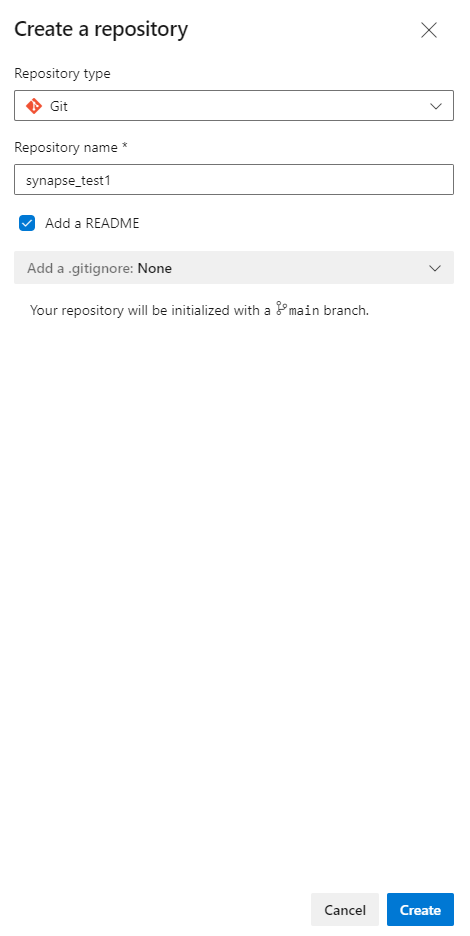 Create a repository
Repository type
Git
Repository name *
synapse_test1
Add a README
Add a .gitignore: None
Your repository will be initialized with a main branch.
Cancel
Create